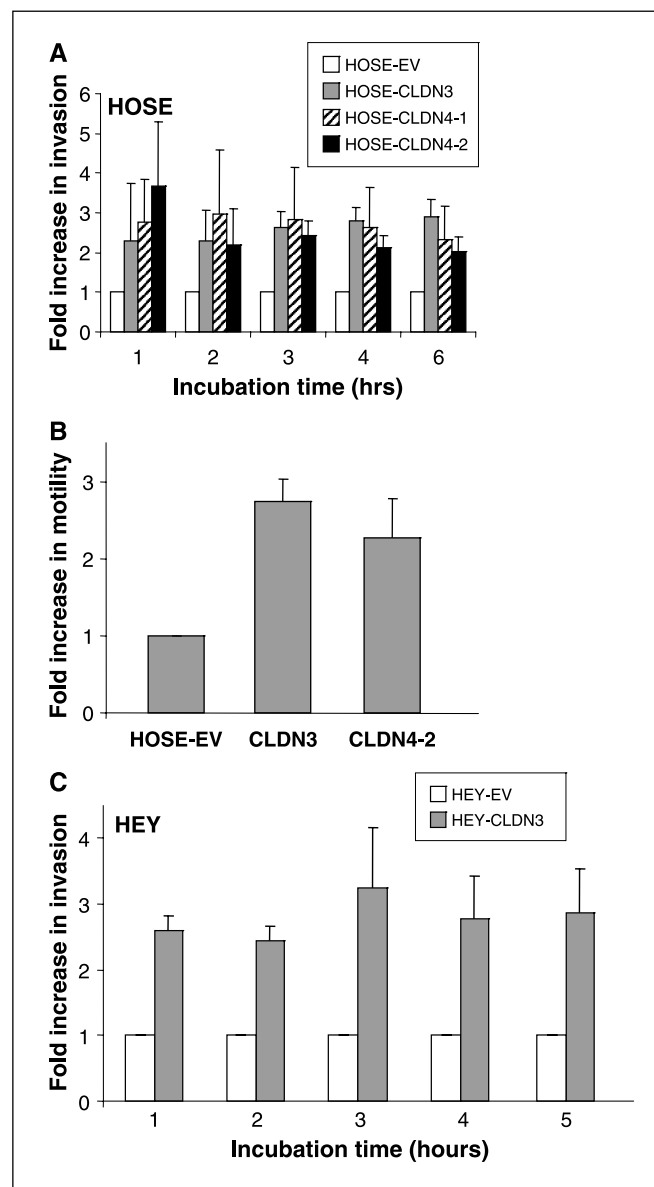 A
HOSE
HOSE-EV
HOSE-CLDN3
HOSE-CLDN4-1
HOSE-CLDN4-2
Fold increase in invasion
6
5
4
3
2
1
0
1 2 3 4 6
Incubation time (hrs)
B
Fold increase in motility
3
2
1
0
HOSE-EV CLDN3 CLDN4-2
C
HEY
HEY-EV
HEY-CLDN3
Fold increase in invasion
4
3
2
1
0
1 2 3 4 5
Incubation time (hours)